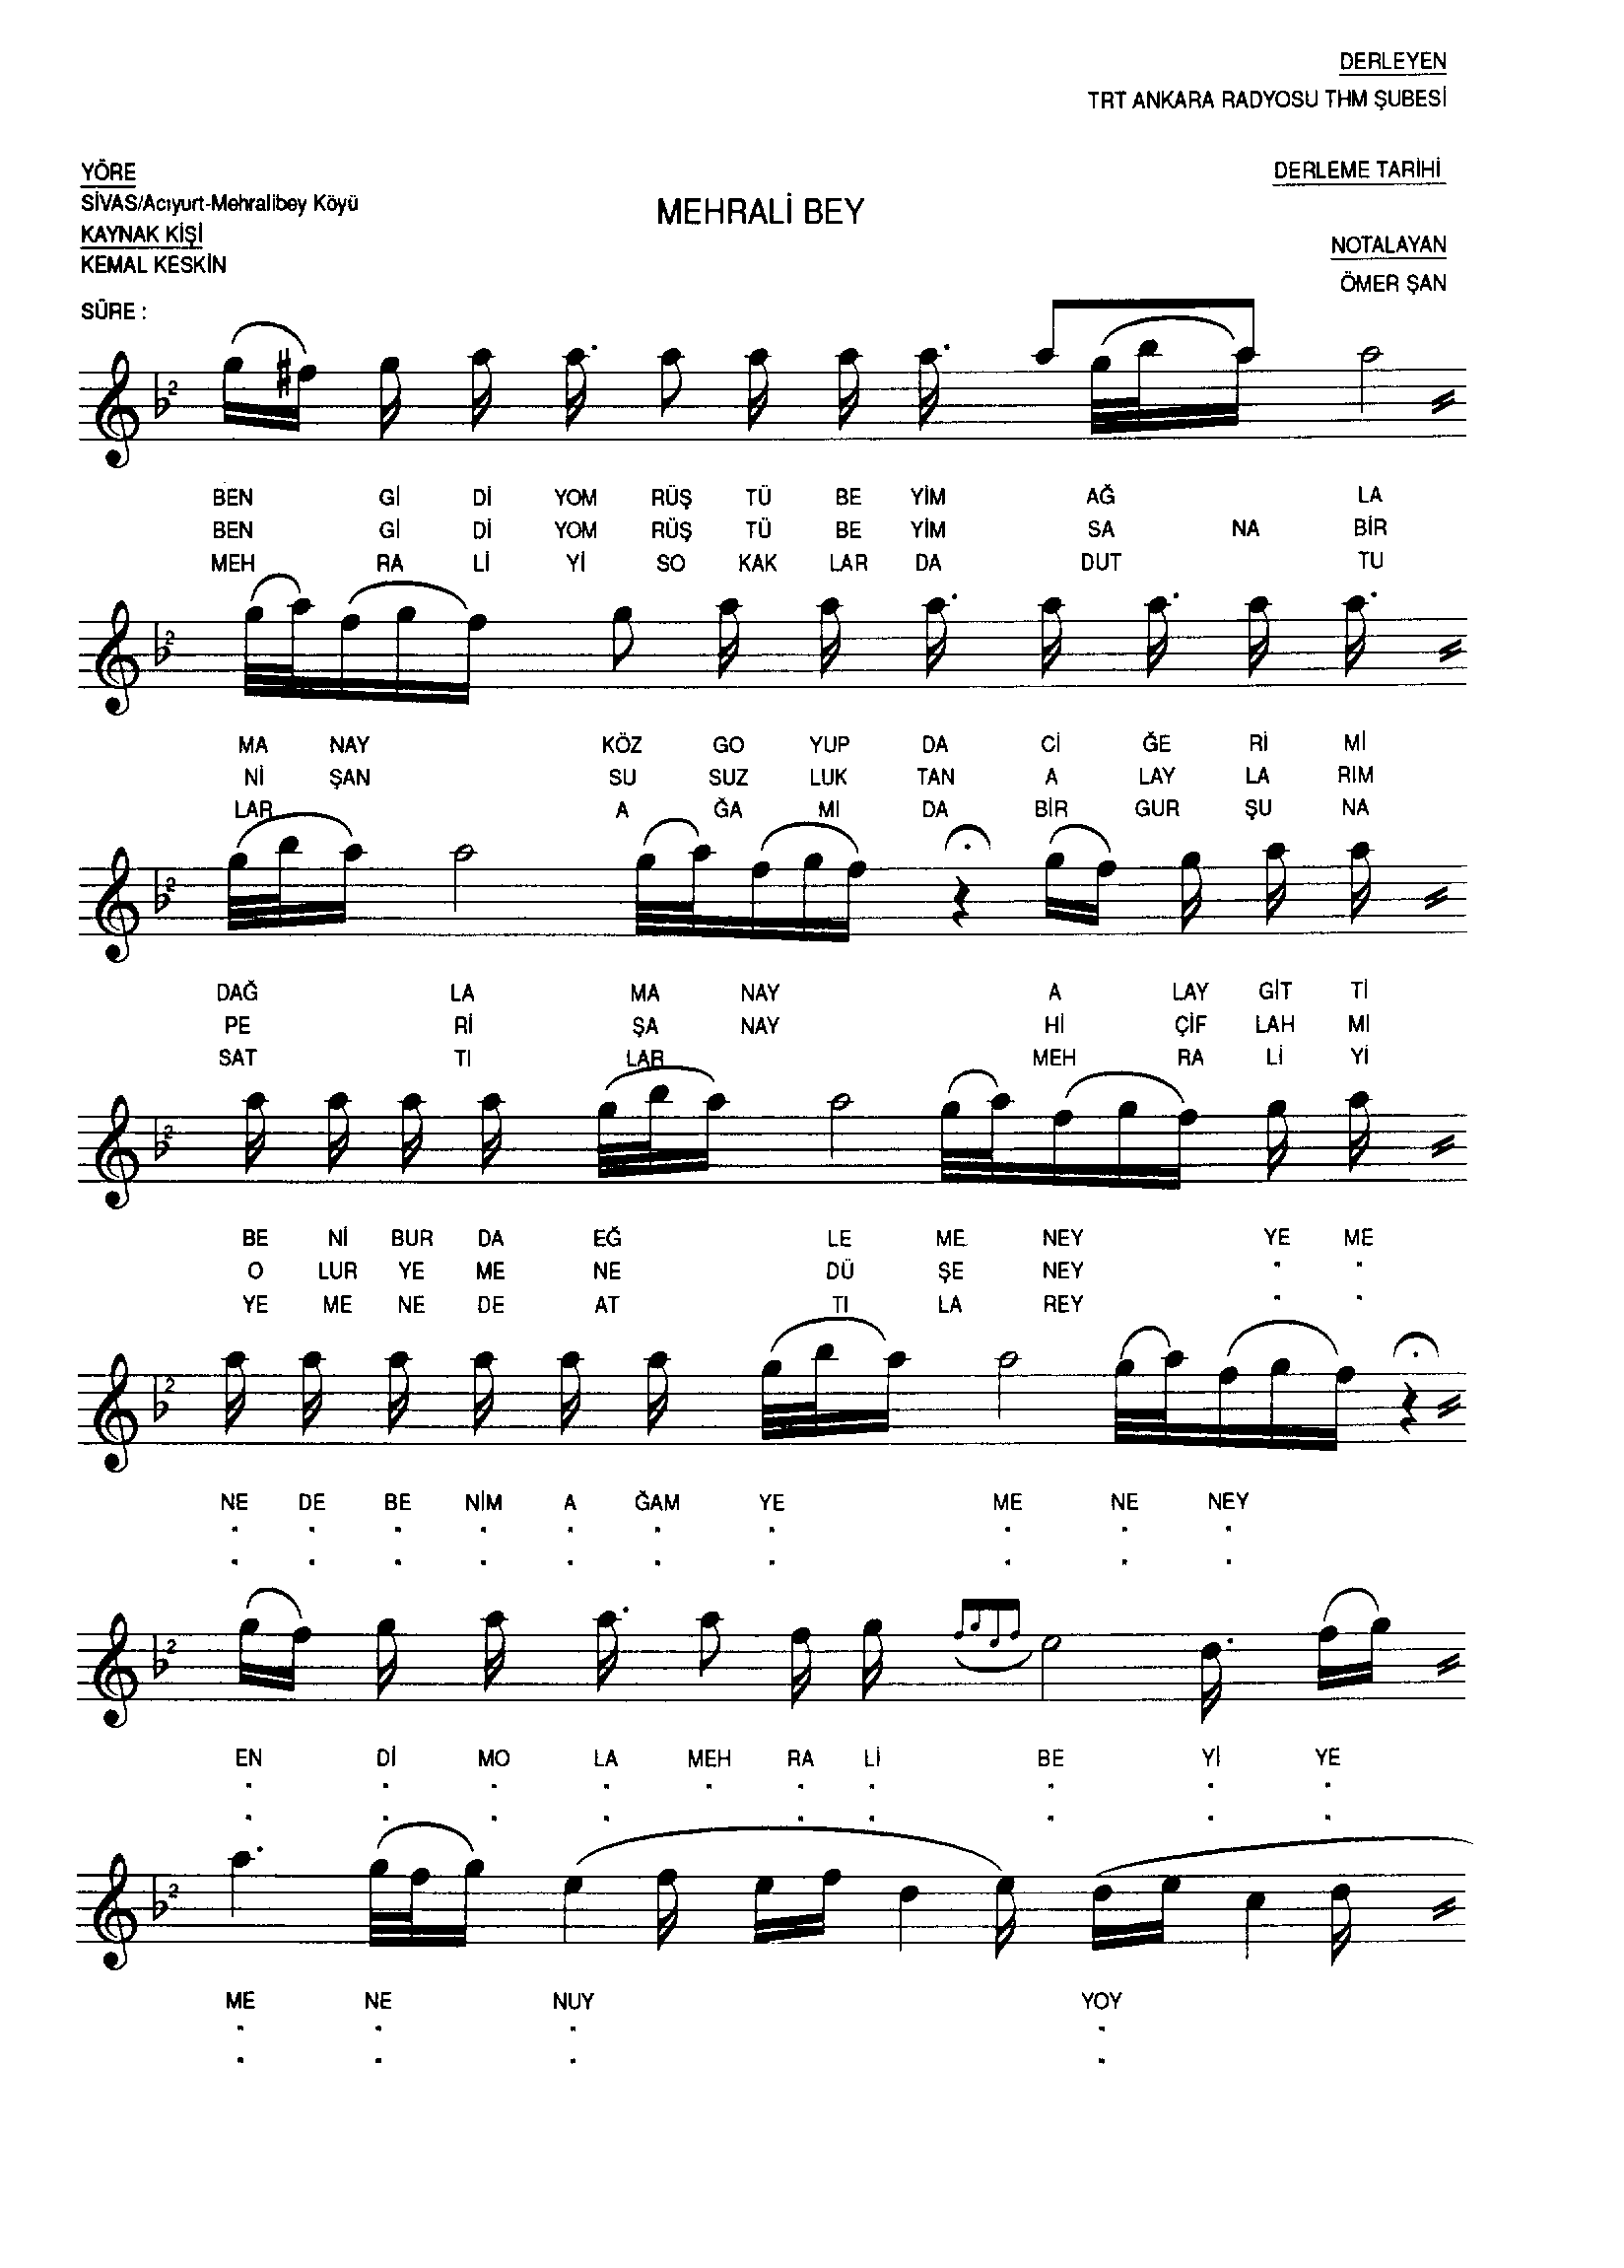 DERLEYEN
TRT ANKARA RADYOSU THM ŞUBESİ
YÖRE
SİVAS/Acıyurt-Mehralibey Köyü
KAYNAK KİŞİ
KEMAL KESKİN
SÜRE :
MEHRALİ BEY
DERLEME TARİHİ
NOTALAYAN
ÖMER ŞAN
2
BEN Gİ Dİ YOM RÜŞ TÜ BE YİM AĞ LA
BEN Gİ Dİ YOM RÜŞ TÜ BE YİM SA NA BİR
MEH RA Lİ Yİ SO KAK LAR DA DUT TU
2
MA NAY KÖZ GO YUP DA Cİ ĞE Rİ Mİ
Nİ ŞAN SU SUZ LUK TAN A LAY LA RIM
LAR A ĞA MI DA BİR GUR ŞU NA
2
DAĞ LA MA NAY A LAY GİT Tİ
PE Rİ ŞA NAY Hİ ÇİF LAH MI
SAT TI LAR MEH RA Lİ Yİ
2
BE Nİ BUR DA EĞ LE ME NEY YE ME
O LUR YE ME NE DÜ ŞE NEY " "
YE ME NE DE AT TI LA REY " "
2
NE DE BE NİM A ĞAM YE ME NE NEY
" " " " " " " " " "
" " " " " " " " " "
2
EN Dİ MO LA MEH RA Lİ BE Yİ YE
" " " " " " " " " "
" " " " " " " " "
2
ME NE NUY YOY
" " " "
" " " "